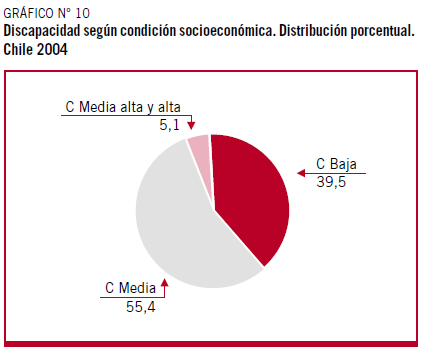 GRÁFICO N° 10
Discapacidad según condición socioeconómica. Distribución porcentual.
Chile 2004
C Media alta y alta
5,1
C Baja
39,5
C Media
55,4